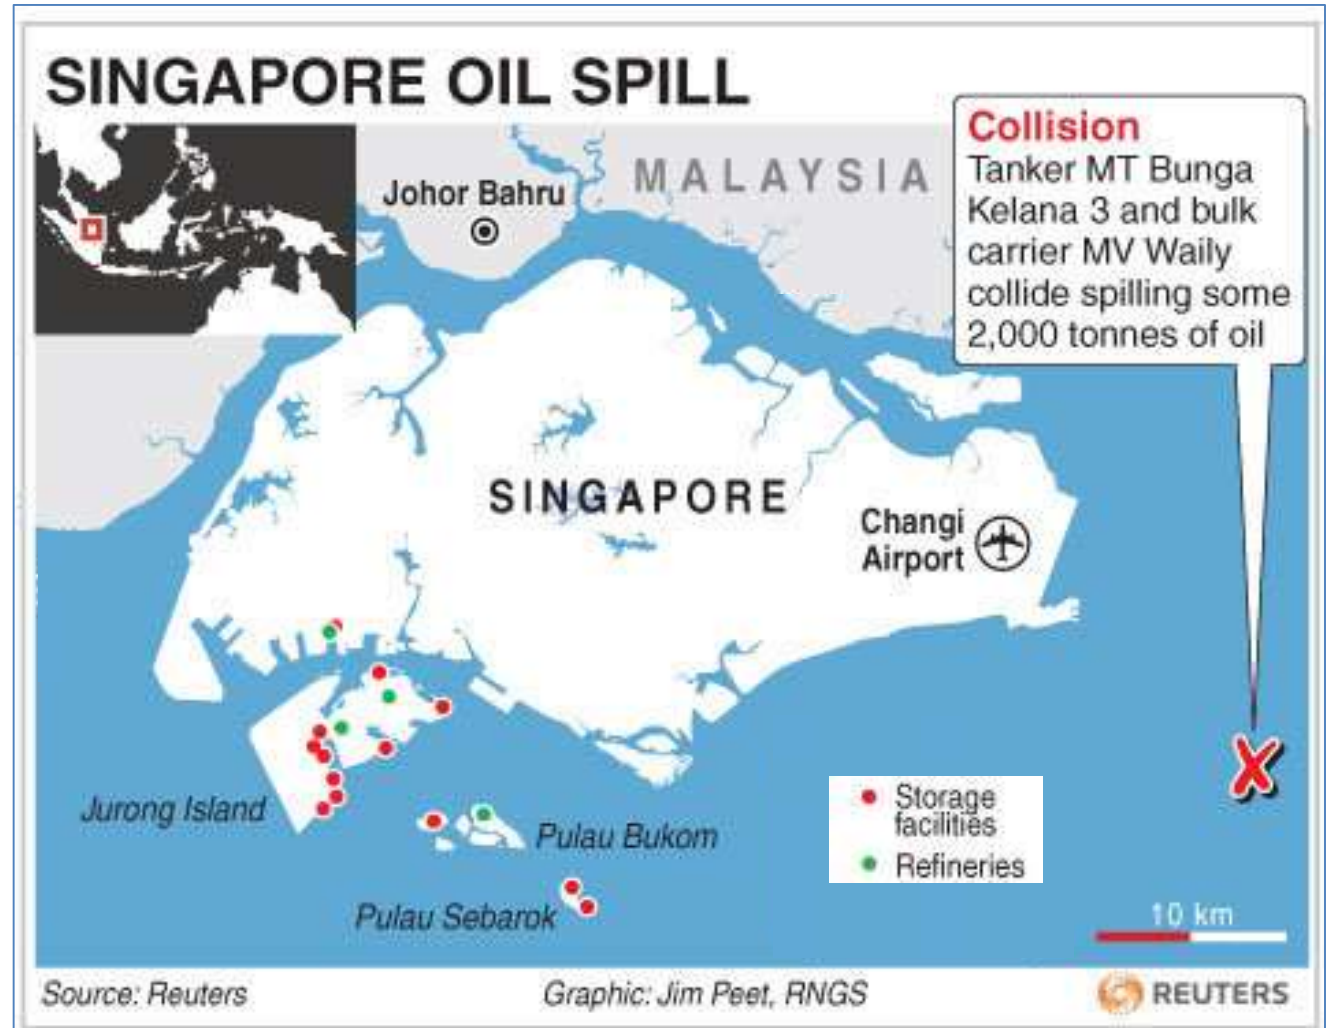 SINGAPORE OIL SPILL
Collision
Tanker MT Bunga
Kelana 3 and bulk
carrier MV Waily
collide spilling some
2,000 tonnes of oil
MALAYSIA
Johor Bahru
SINGAPORE
Changi
Airport
Jurong Island
Pulau Bukom
Pulau Sebarok
Storage
facilities
Refineries
10 km
Source: Reuters
Graphic: Jim Peet, RNGS
REUTERS